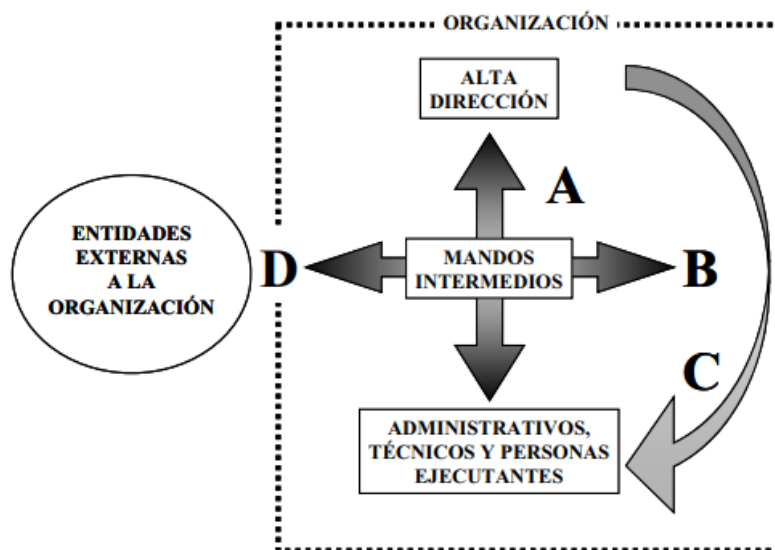 ORGANIZACIÓN
ALTA
DIRECCIÓN
A
ENTIDADES
EXTERNAS
A LA
ORGANIZACIÓN
D
MANDOS
INTERMEDIOS
B
C
ADMINISTRATIVOS,
TÉCNICOS Y PERSONAS
EJECUTANTES